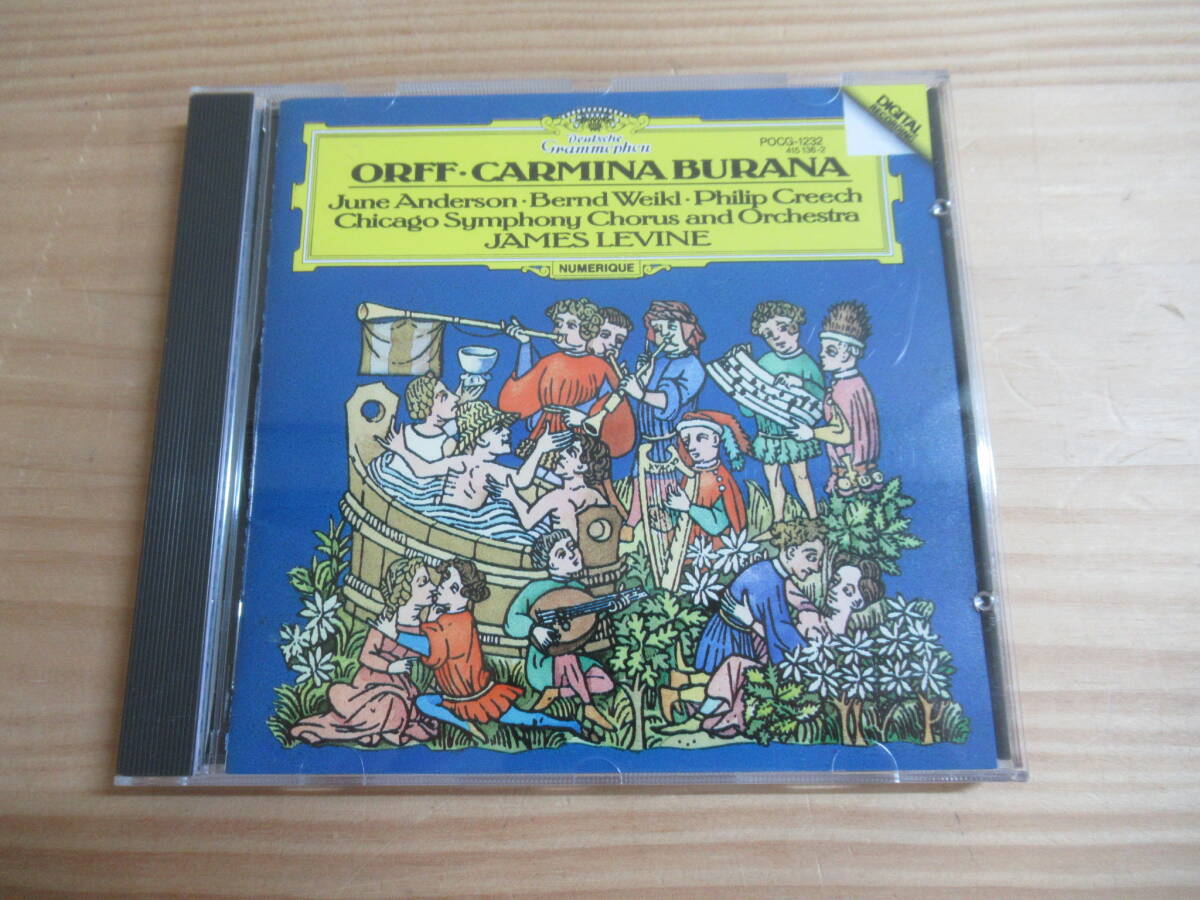 Deutsche
Grammophon
POCG-1232
415 136-2
DIGITAL
RECORDING
ORFF · CARMINA BURANA
June Anderson · Bernd Weikl · Philip Creech
Chicago Symphony Chorus and Orchestra
JAMES LEVINE
NUMERIQUE